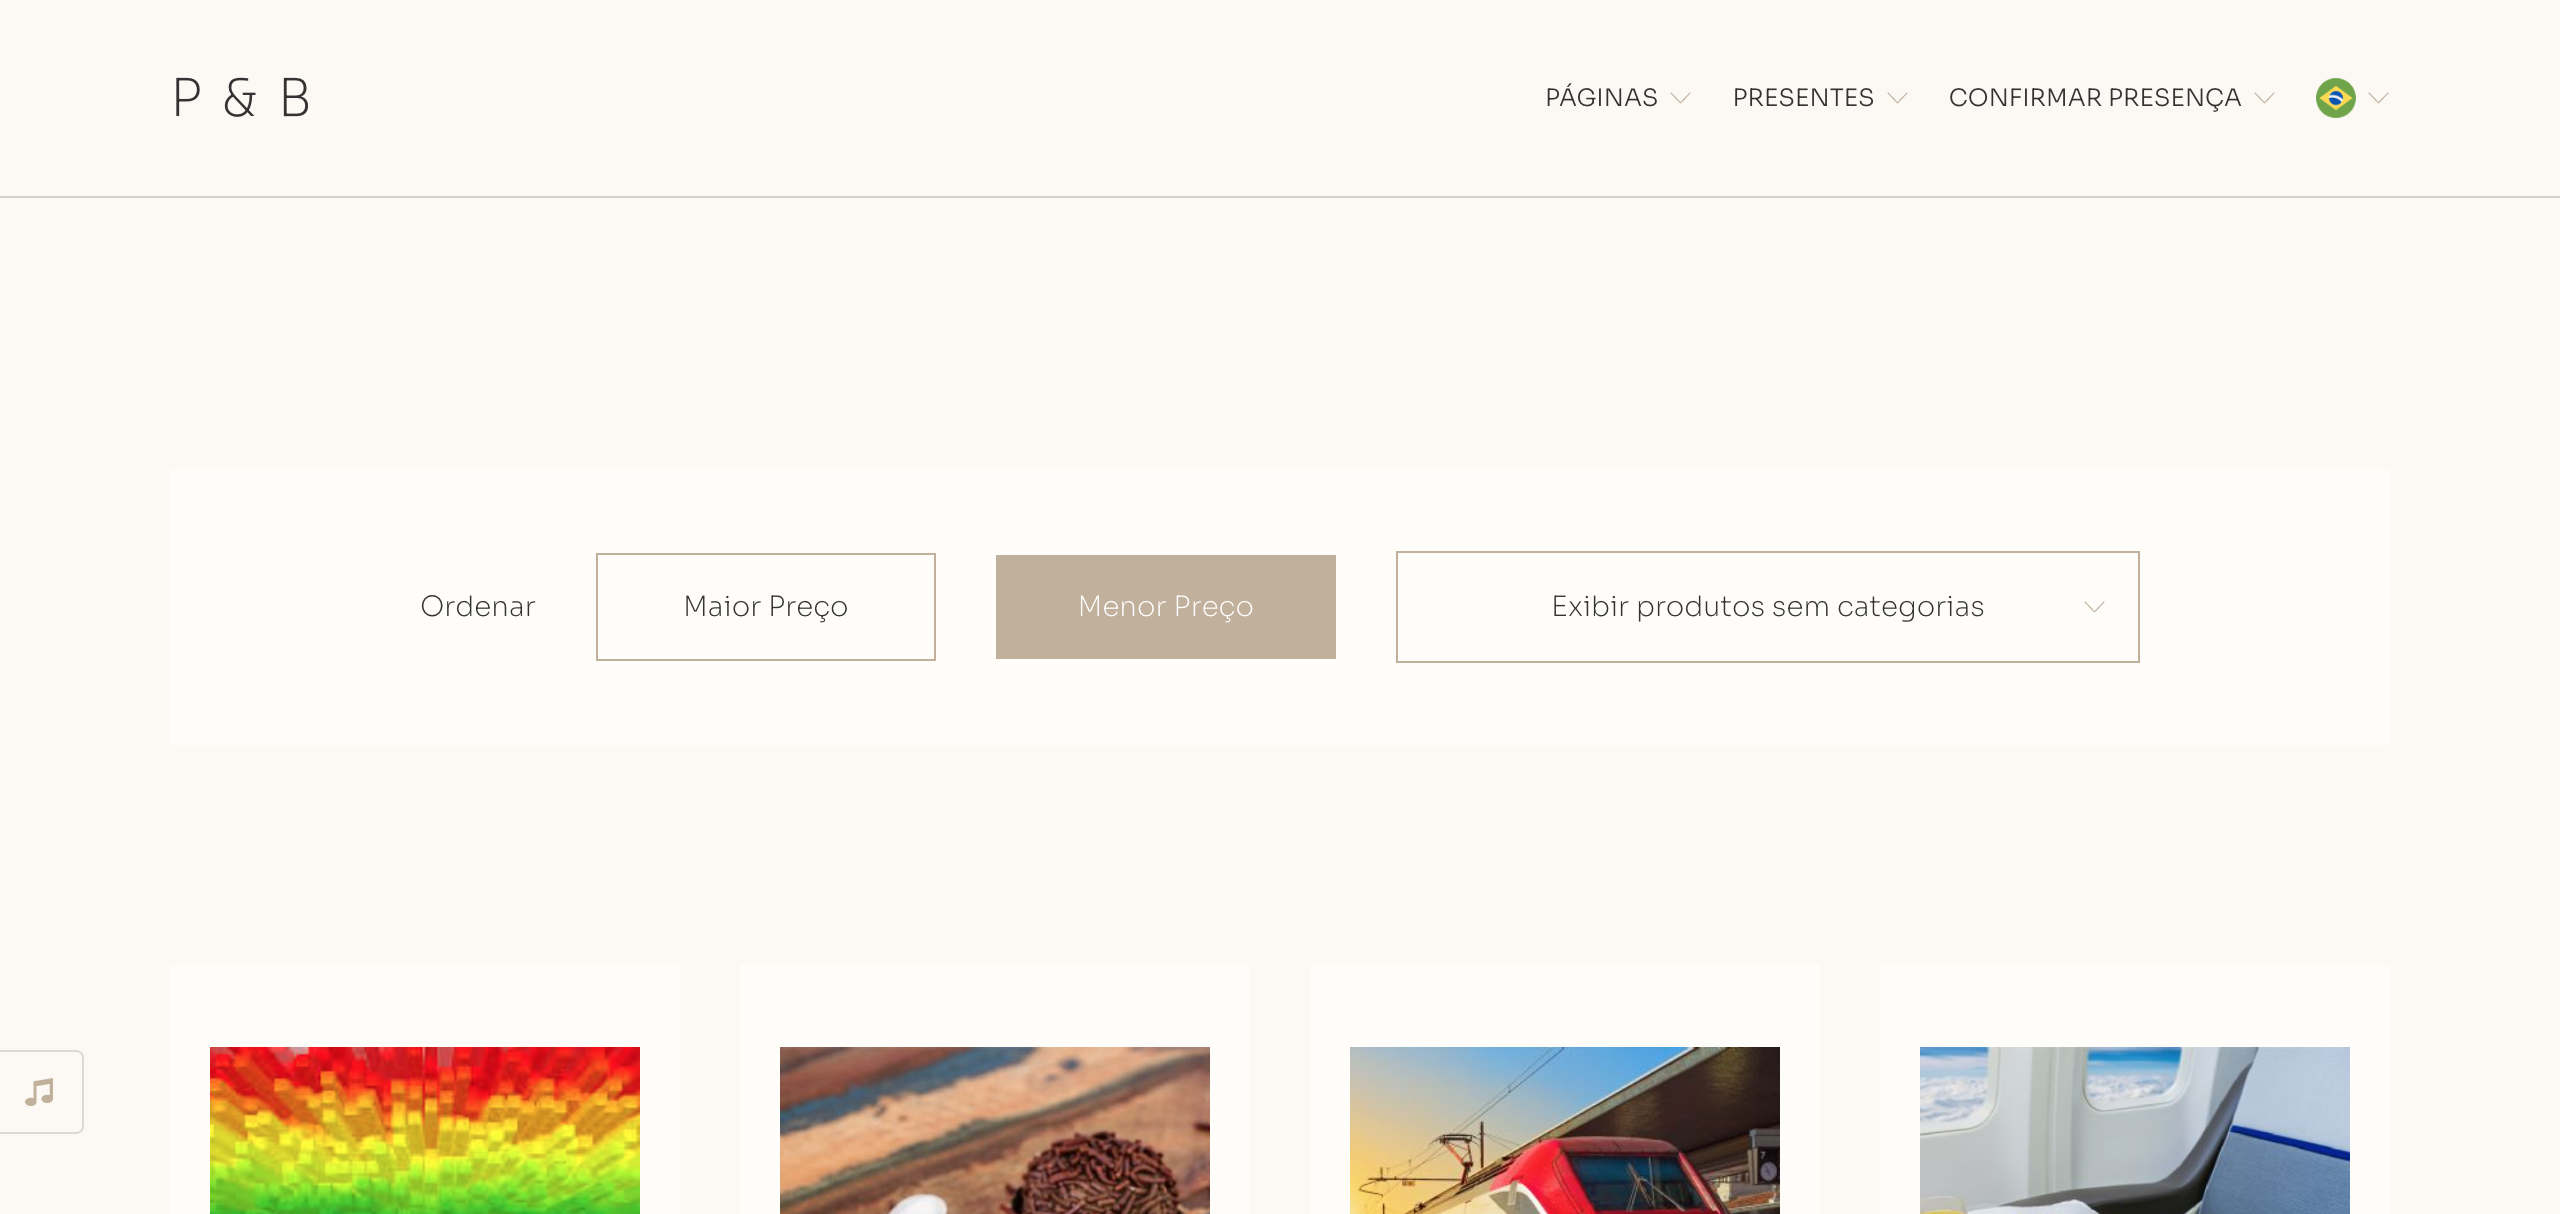 P & B
PÁGINAS
PRESENTES
CONFIRMAR PRESENÇA
Ordenar
Maior Preço
Menor Preço
Exibir produtos sem categorias